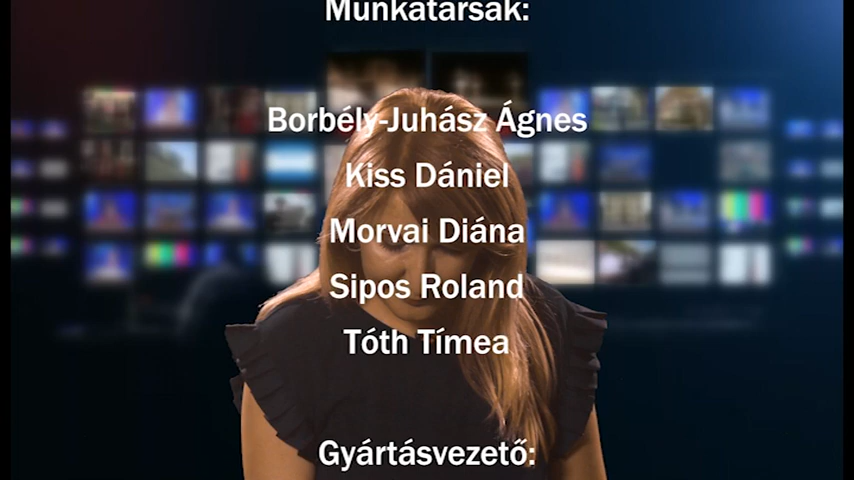 Munkatársak:
Borbély-Juhász Ágnes
Kiss Dániel
Morvai Diána
Sipos Roland
Tóth Tímea
Gyártásvezető: